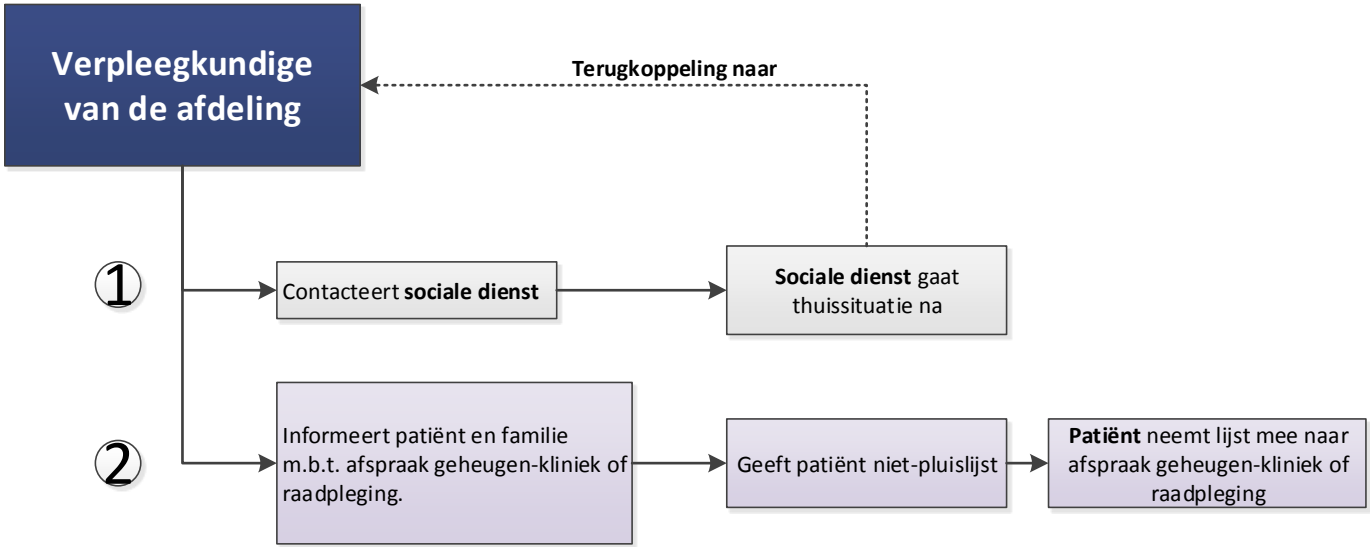 Verpleegkundige
van de afdeling
Terugkoppeling naar
1
Contacteert sociale dienst
Sociale dienst gaat
thuissituatie na
2
Informeert patiënt en familie
m.b.t. afspraak geheugen-kliniek of
raadpleging.
Geeft patiënt niet-pluislijst
Patiënt neemt lijst mee naar
afspraak geheugen-kliniek of
raadpleging